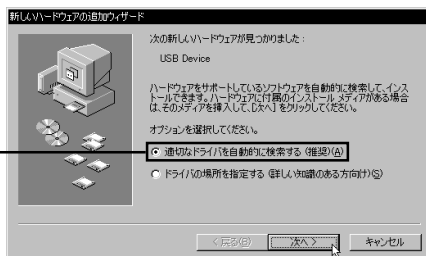 新しいハードウェアの追加ウィザード
次の新しいハードウェアが見つかりました：
USB Device
ハードウェアをサポートしているソフトウェアを自動的に検索して、インス
トールできます。ハードウェアに付属のインストール メディアがある場合
は、そのメディアを挿入して、[次へ] をクリックしてください。
オプションを選択してください。
適切なドライバを自動的に検索する (推奨)(A)
ドライバの場所を指定する (詳しい知識のある方向け)(S)
< 戻る(B)
次へ >
キャンセル